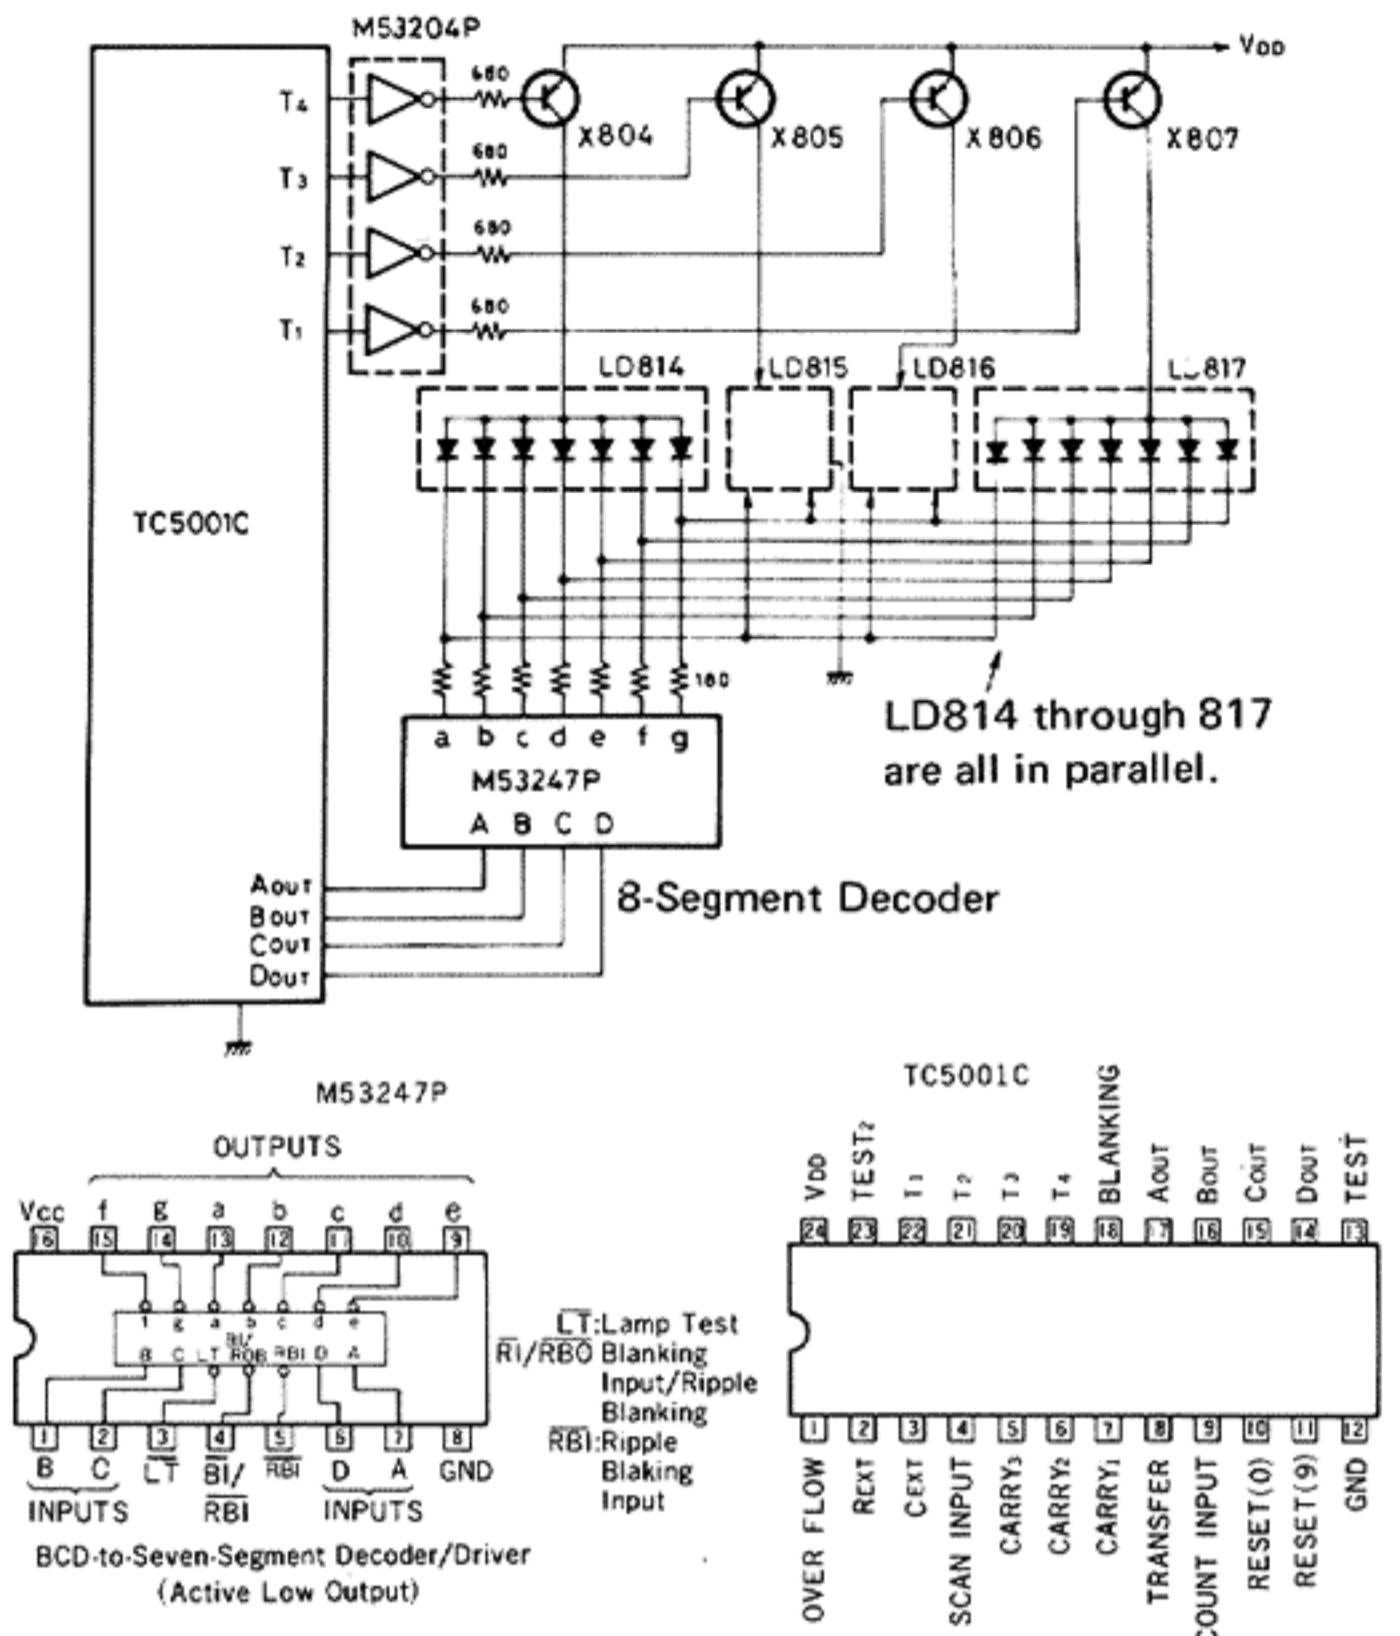 M53204P
VDD
T4
680
X804
X805
X806
X807
T3
680
T2
680
T1
680
LD814
LD815
LD816
817
TC5001C
180
a b c d e f g
M53247P
A B C D
LD814 through 817
are all in parallel.
AOUT
BOUT
COUT
DOUT
8-Segment Decoder
M53247P
OUTPUTS
Vcc f g a b c d e
16 15 14 13 12 11 10 9
f g a b c d e
BI/
B C LT ROB RBI D A
1 2 3 4 5 6 7 8
B C LT BI/ RBI D A GND
RBI
INPUTS INPUTS
BCD-to-Seven-Segment Decoder/Driver
(Active Low Output)
LT:Lamp Test
RI/RBO Blanking
Input/Ripple
Blanking
RBI:Ripple
Blaking
Input
TC5001C
VDD TEST2 T1 T2 T3 T4 BLANKING AOUT BOUT COUT DOUT TEST
24 23 22 21 20 19 18 17 16 15 14 13
1 2 3 4 5 6 7 8 9 10 11 12
OVER FLOW REXT CEXT SCAN INPUT CARRY3 CARRY2 CARRY1 TRANSFER COUNT INPUT RESET(0) RESET(9) GND